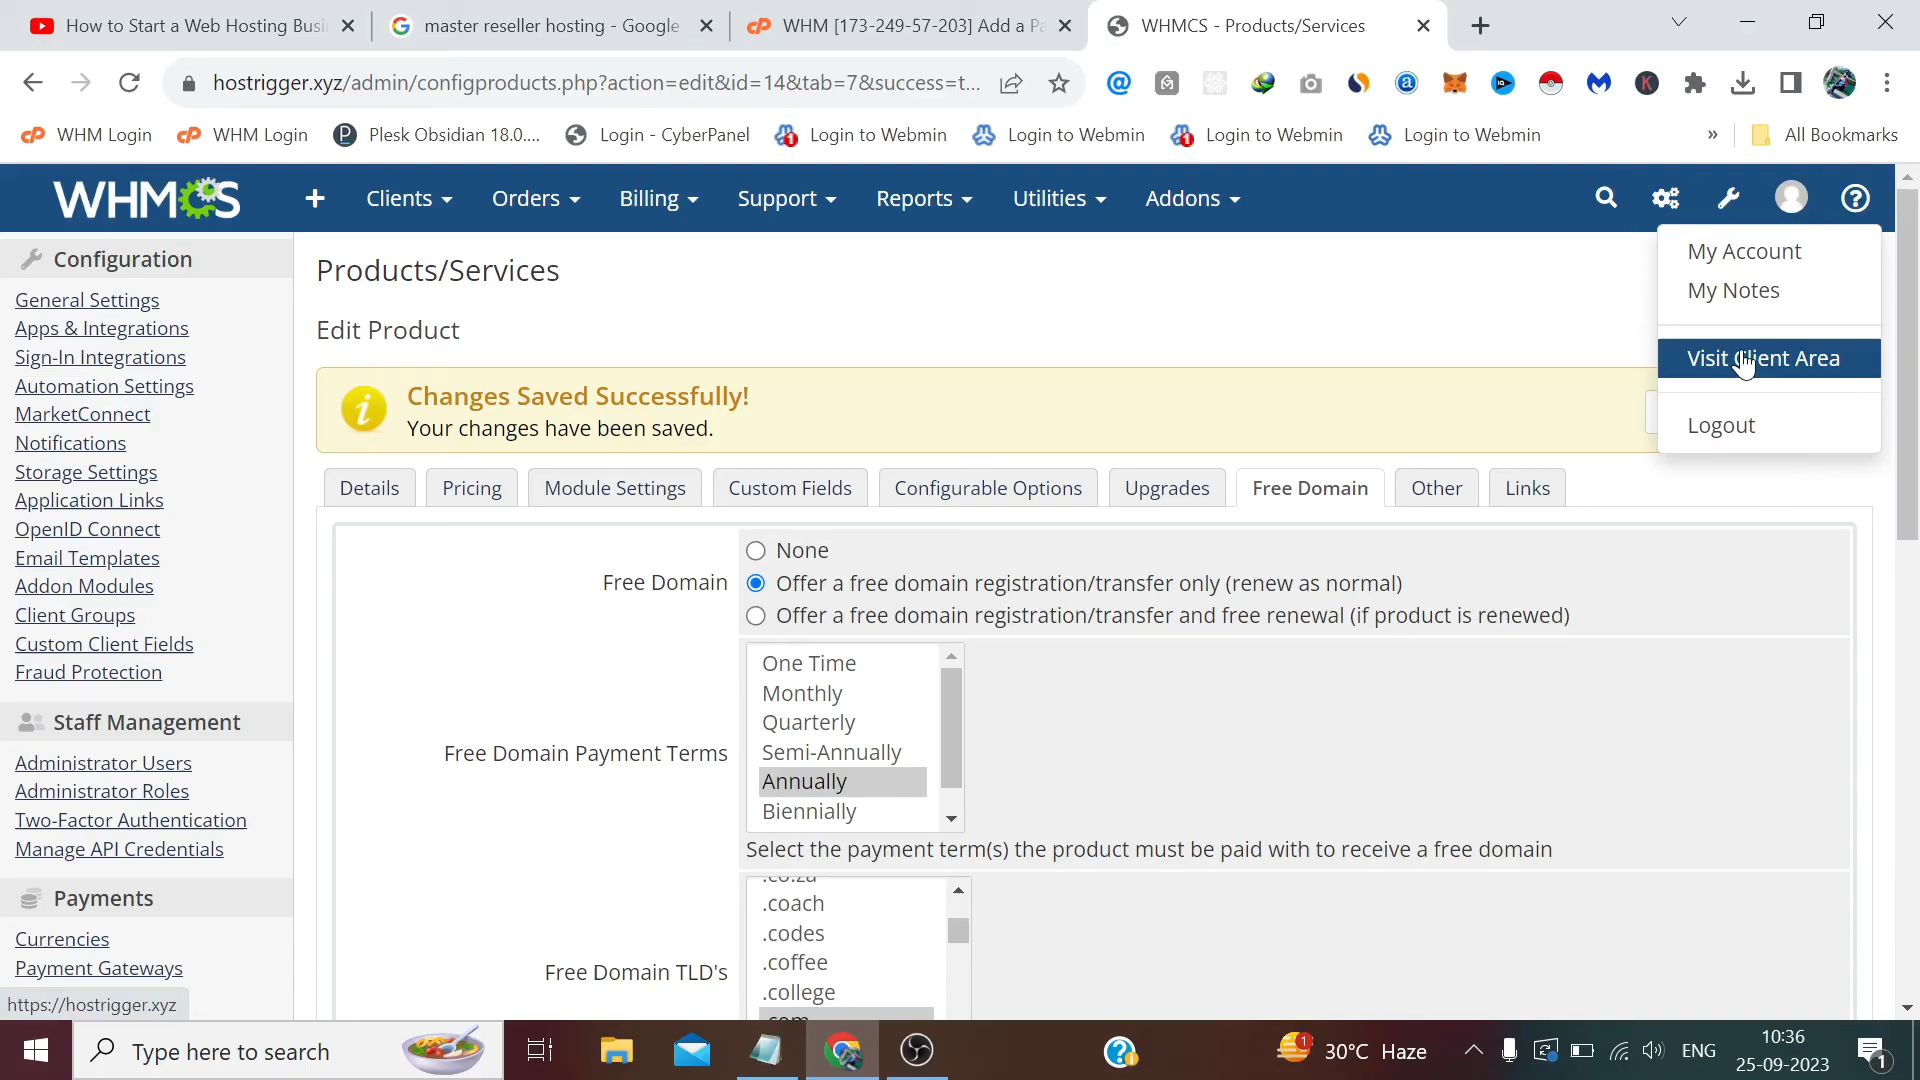 How to Start a Web Hosting Busi
master reseller hosting - Google
WHM [173-249-57-203] Add a Pa
WHMCS - Products/Services
hostrigger.xyz/admin/configproducts.php?action=edit&id=14&tab=7&success=t...
WHM Login
WHM Login
Plesk Obsidian 18.0....
Login - CyberPanel
Login to Webmin
Login to Webmin
Login to Webmin
Login to Webmin
»
All Bookmarks
WHMCS
Clients
Orders
Billing
Support
Reports
Utilities
Addons
My Account
My Notes
Visit Client Area
Logout
Configuration
General Settings
Apps & Integrations
Sign-In Integrations
Automation Settings
MarketConnect
Notifications
Storage Settings
Application Links
OpenID Connect
Email Templates
Addon Modules
Client Groups
Custom Client Fields
Fraud Protection
Staff Management
Administrator Users
Administrator Roles
Two-Factor Authentication
Manage API Credentials
Payments
Currencies
Payment Gateways
https://hostrigger.xyz
Products/Services
Edit Product
Changes Saved Successfully!
Your changes have been saved.
Details
Pricing
Module Settings
Custom Fields
Configurable Options
Upgrades
Free Domain
Other
Links
Free Domain
None
Offer a free domain registration/transfer only (renew as normal)
Offer a free domain registration/transfer and free renewal (if product is renewed)
Free Domain Payment Terms
One Time
Monthly
Quarterly
Semi-Annually
Annually
Biennially
Select the payment term(s) the product must be paid with to receive a free domain
Free Domain TLD's
.co.za
.coach
.codes
.coffee
.college
.com
Type here to search
30°C Haze
ENG
10:36
25-09-2023
1